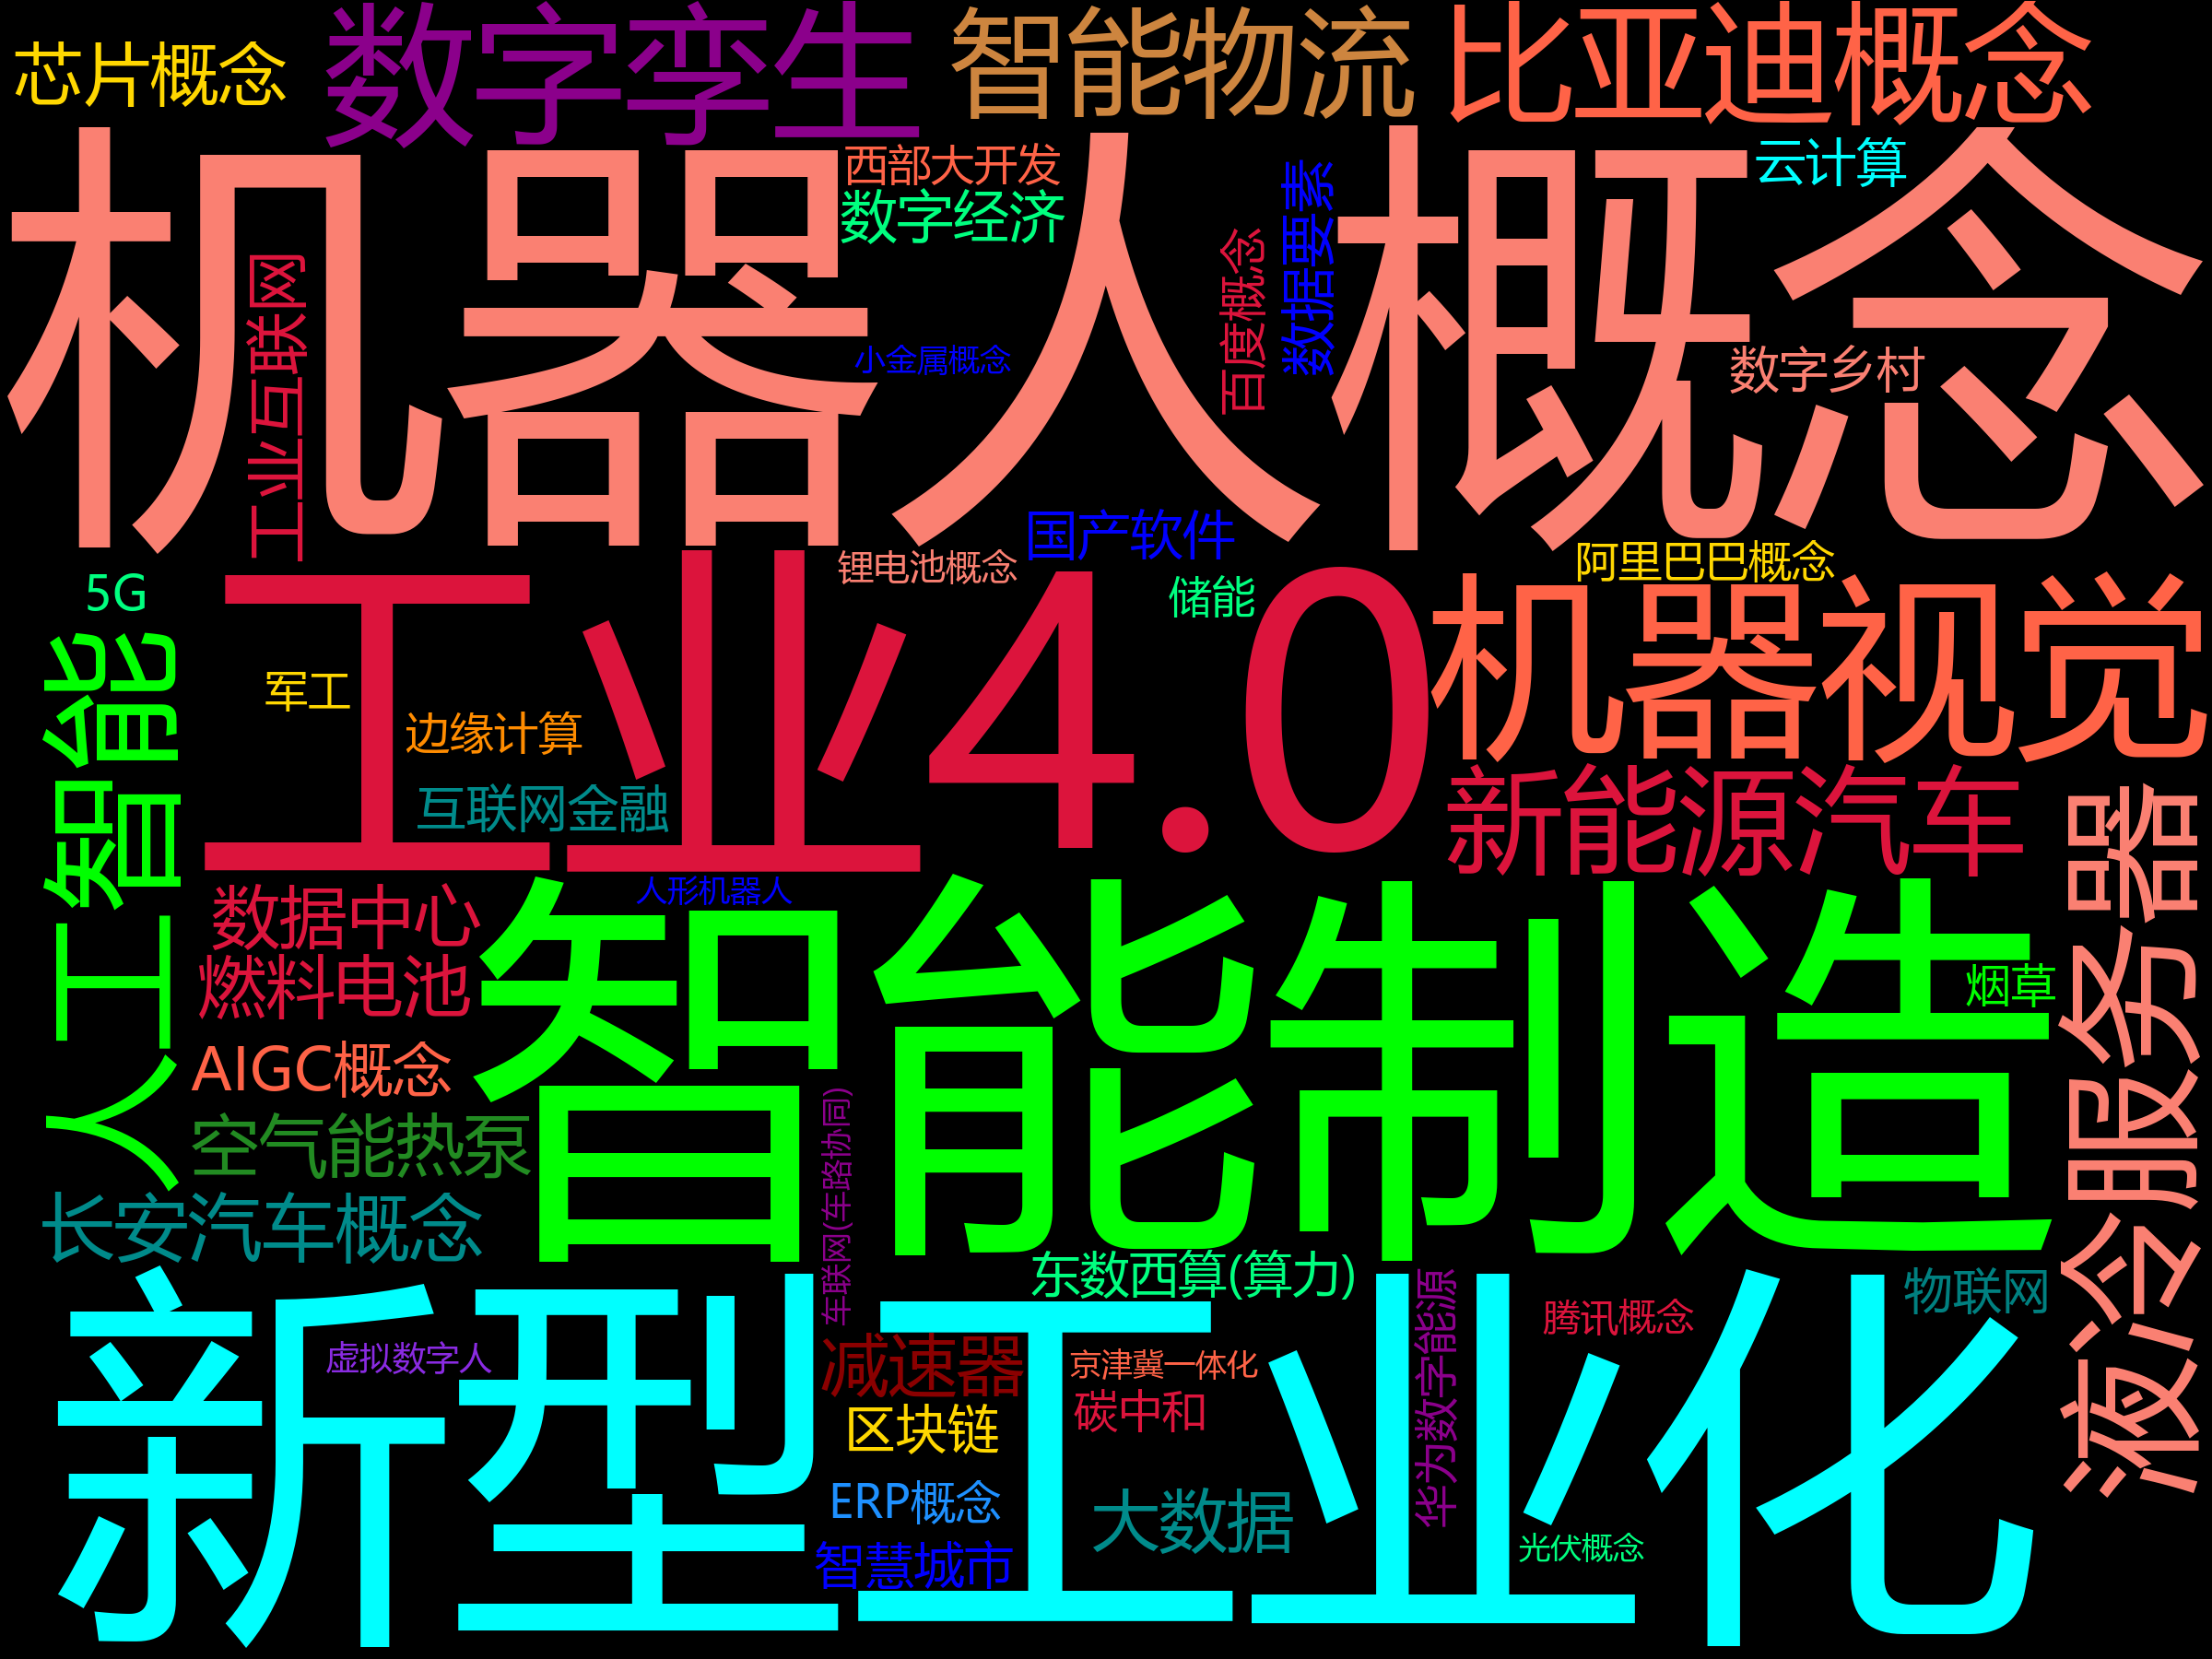 芯片概念
数字孪生
智能物流
比亚迪概念
西部大开发
云计算
数字经济
机器人概念
工业互联网
百度概念
数据要素
小金属概念
数字乡村
国产软件
锂电池概念
阿里巴巴概念
5G
储能
工业4.0
机器视觉
人工智能
军工
边缘计算
互联网金融
新能源汽车
液冷服务器
人形机器人
数据中心
智能制造
燃料电池
烟草
AIGC概念
空气能热泵
车联网(车路协同)
长安汽车概念
东数西算(算力)
华为数字能源
物联网
新型工业化
腾讯概念
虚拟数字人
减速器
京津冀一体化
碳中和
区块链
ERP概念
大数据
智慧城市
光伏概念